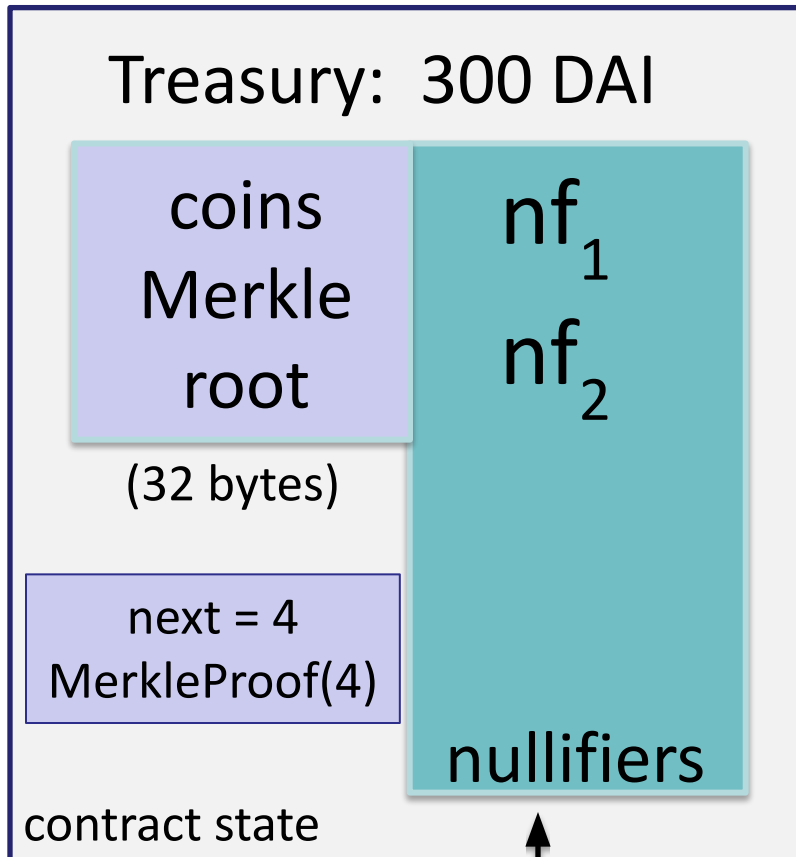 Treasury: 300 DAI
coins
Merkle
root
(32 bytes)
nf₁
nf₂
nullifiers
next = 4
MerkleProof(4)
contract state